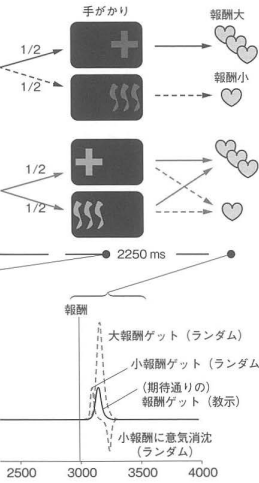 手がかり
報酬大
1/2
1/2
報酬小
1/2
1/2
2250 ms
報酬
大報酬ゲット（ランダム）
小報酬ゲット（ランダム
（期待通りの）
報酬ゲット（教示）
小報酬に意気消沈
（ランダム）
2500 3000 3500 4000